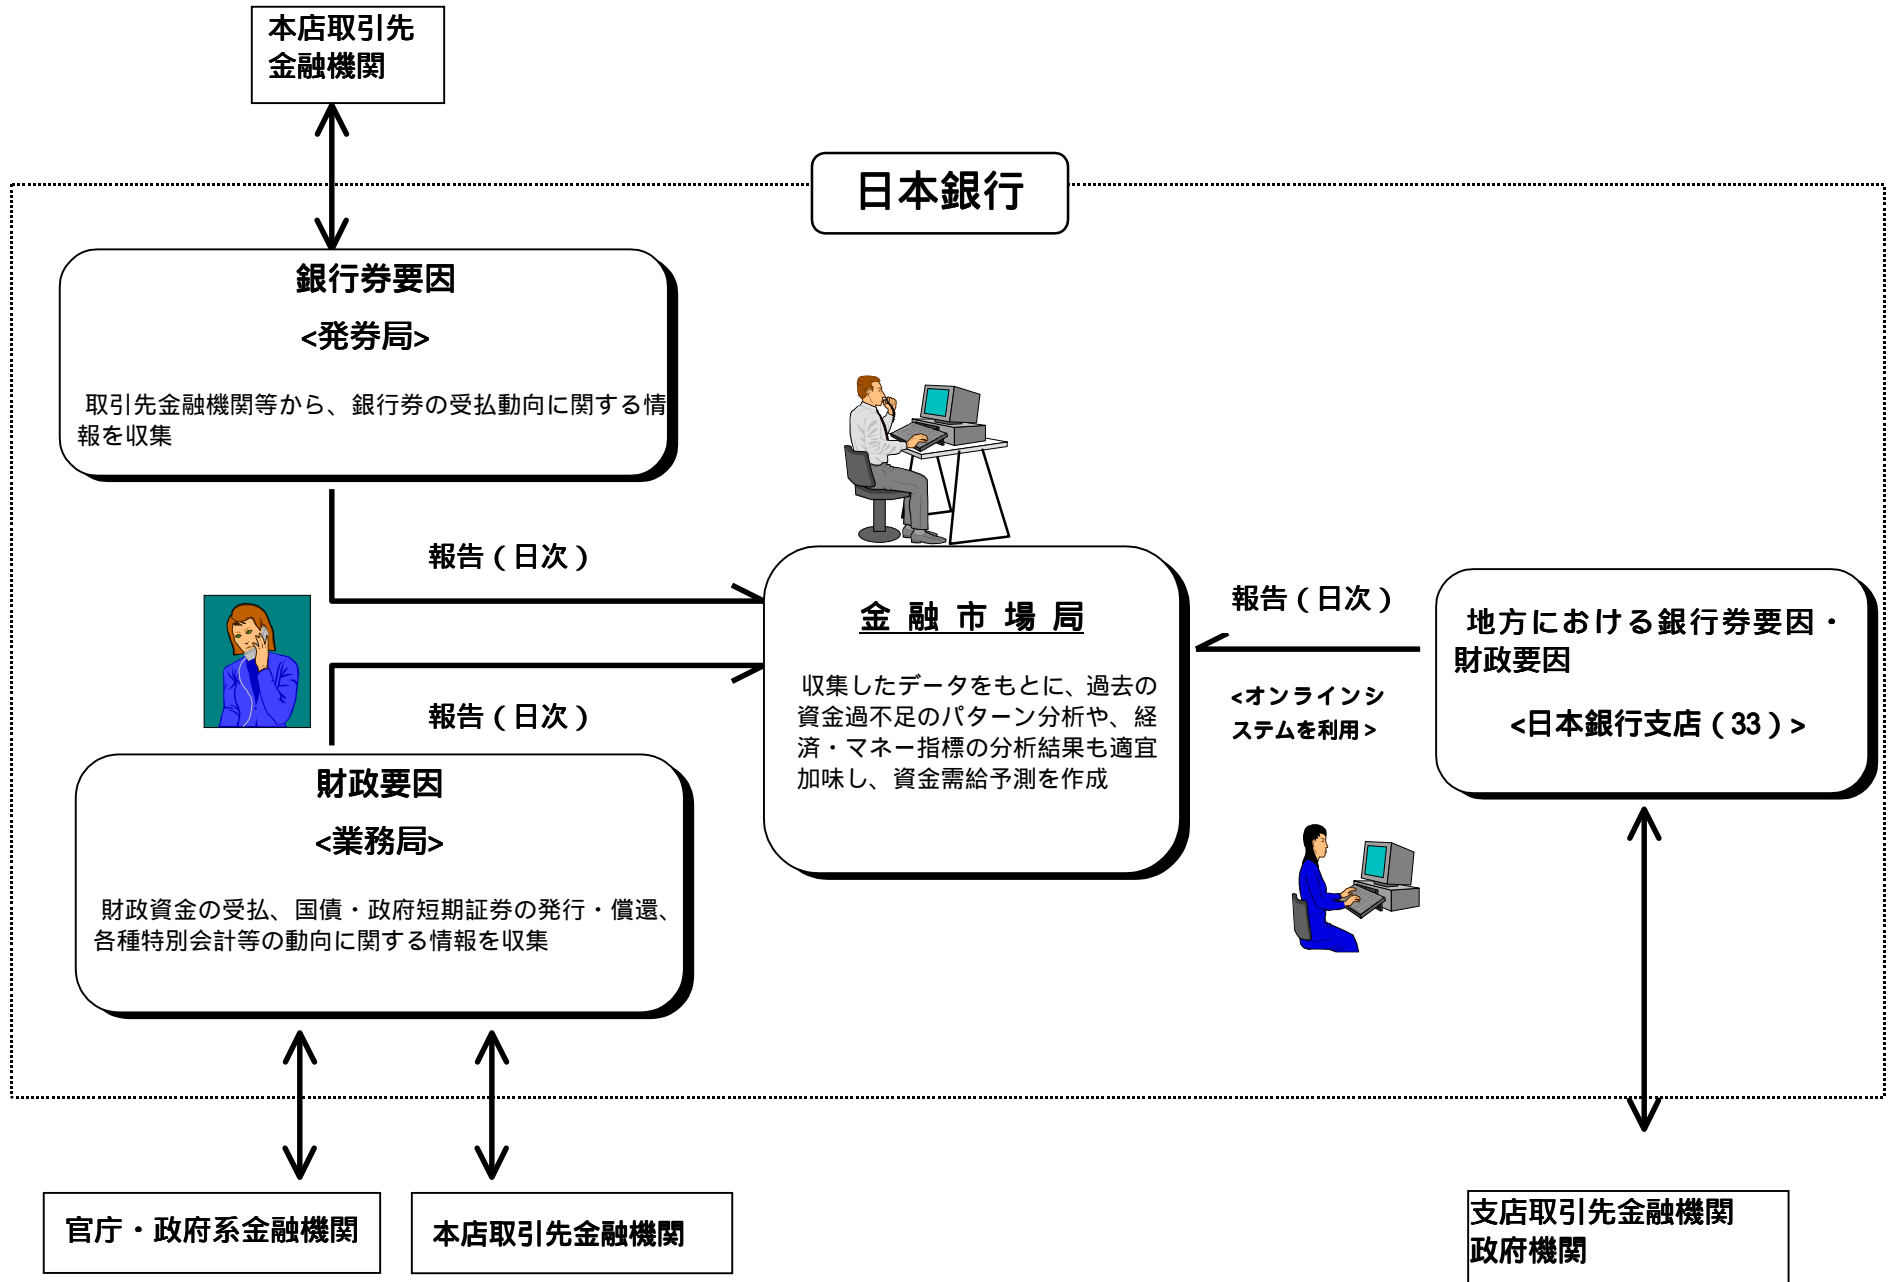 本店取引先
金融機関
日本銀行
銀行券要因
<発券局>
取引先金融機関等から、銀行券の受払動向に関する情
報を収集
報告（日次）
金融市場局
収集したデータをもとに、過去の
資金過不足のパターン分析や、経
済・マネー指標の分析結果も適宜
加味し、資金需給予測を作成
報告（日次）
<オンラインシ
ステムを利用>
地方における銀行券要因・
財政要因
<日本銀行支店（33）>
報告（日次）
財政要因
<業務局>
財政資金の受払、国債・政府短期証券の発行・償還、
各種特別会計等の動向に関する情報を収集
官庁・政府系金融機関
本店取引先金融機関
支店取引先金融機関
政府機関